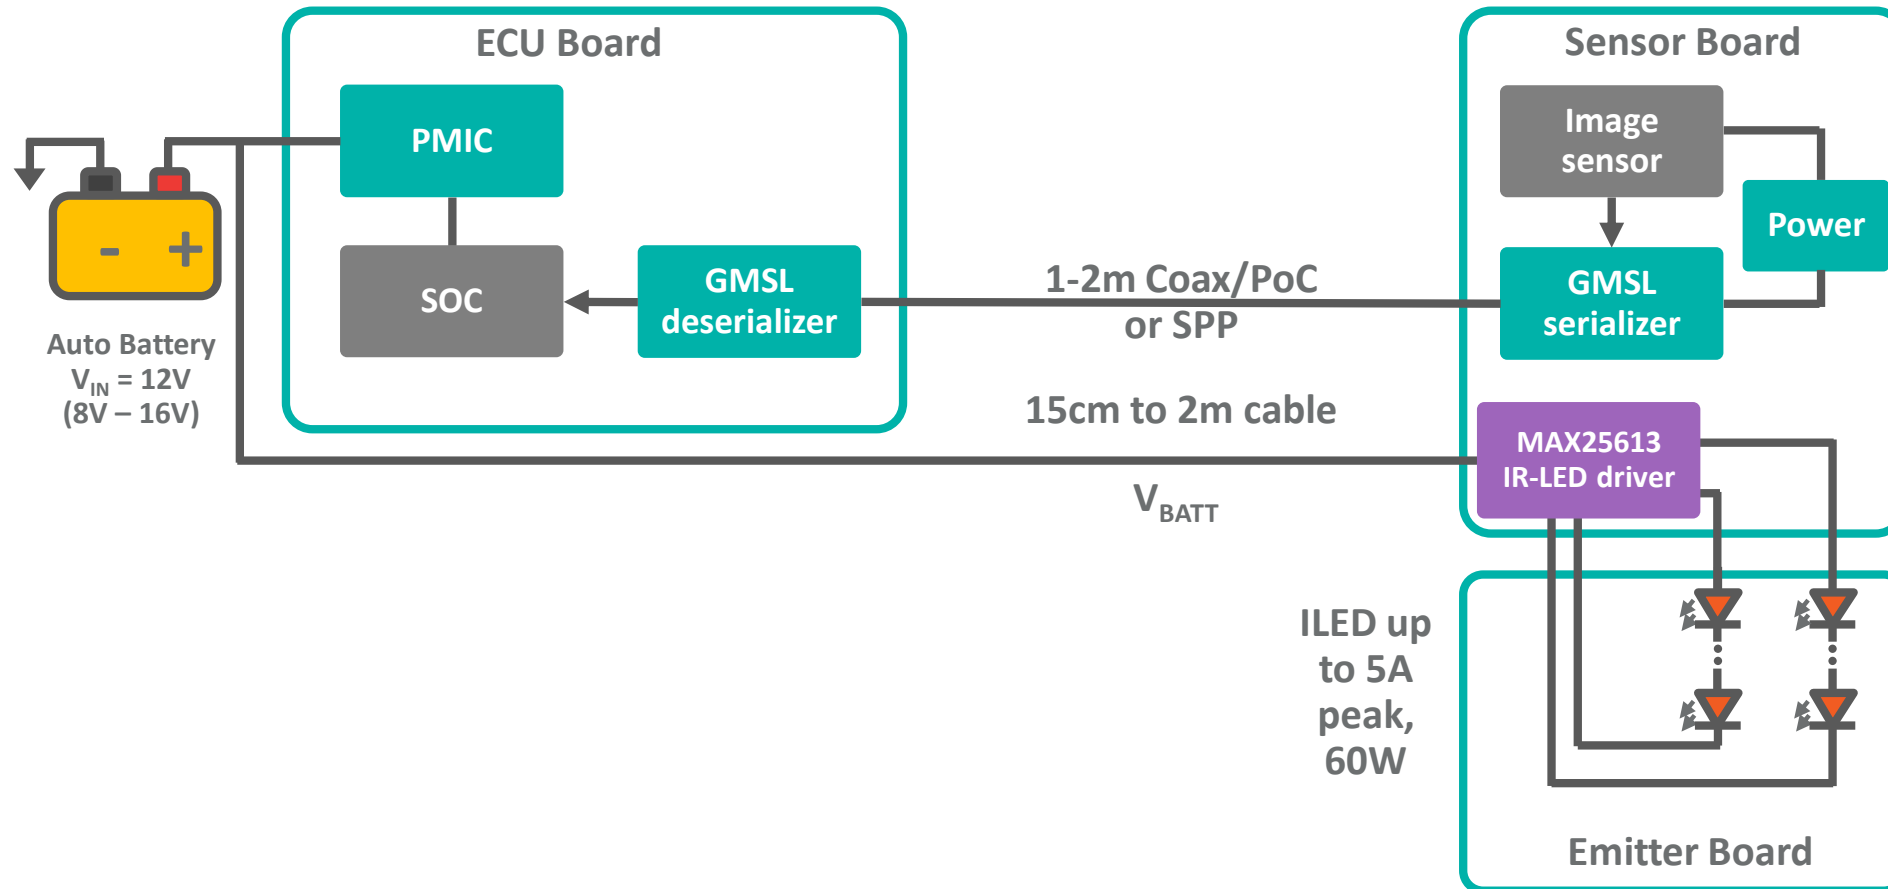 ECU Board
PMIC
SOC
GMSL
deserializer
- +
Auto Battery
VIN = 12V
(8V – 16V)
1-2m Coax/PoC
or SPP
15cm to 2m cable
VBATT
Sensor Board
Image
sensor
Power
GMSL
serializer
MAX25613
IR-LED driver
ILED up
to 5A
peak,
60W
Emitter Board